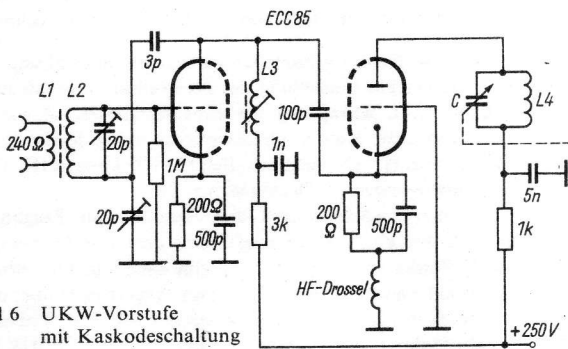 ECC85
3p
L1
L2
L3
240Ω
20p
1M
100p
C
L4
20p
200Ω
500p
1n
3k
200
Ω
500p
5n
1k
HF-Drossel
+250V
6 UKW-Vorstufe
mit Kaskodeschaltung